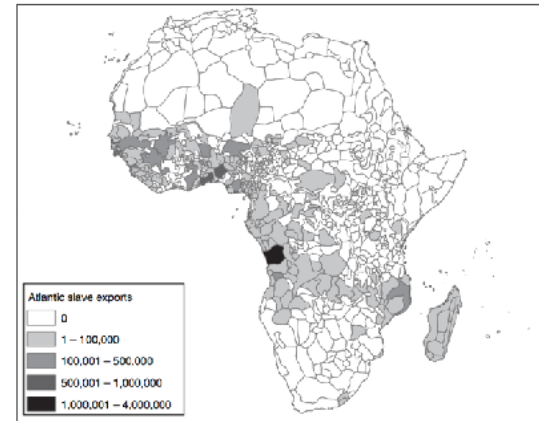 Atlantic slave exports
0
1 – 100,000
100,001 – 500,000
500,001 – 1,000,000
1,000,001 – 4,000,000